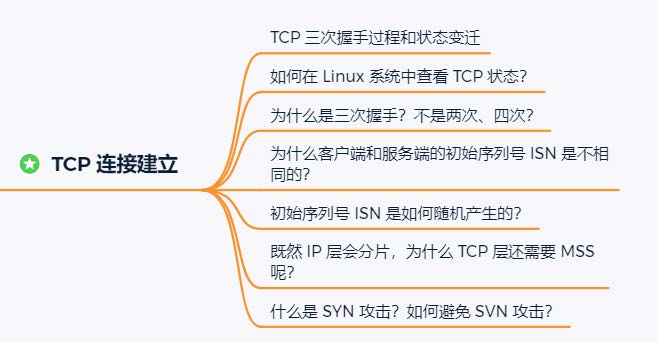 TCP 三次握手过程和状态变迁
如何在 Linux 系统中查看 TCP 状态？
为什么是三次握手？不是两次、四次？
TCP 连接建立
为什么客户端和服务端的初始序列号 ISN 是不相
同的？
初始序列号 ISN 是如何随机产生的？
既然 IP 层会分片，为什么 TCP 层还需要 MSS
呢？
什么是 SYN 攻击？如何避免 SVN 攻击？